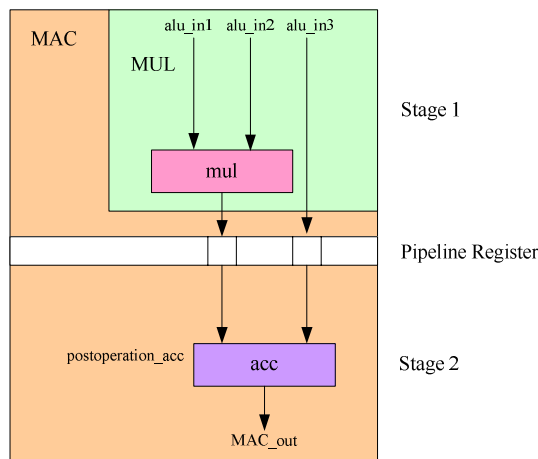 alu_in1 alu_in2 alu_in3
MAC
MUL
Stage 1
mul
Pipeline Register
postoperation_acc
acc
Stage 2
MAC_out